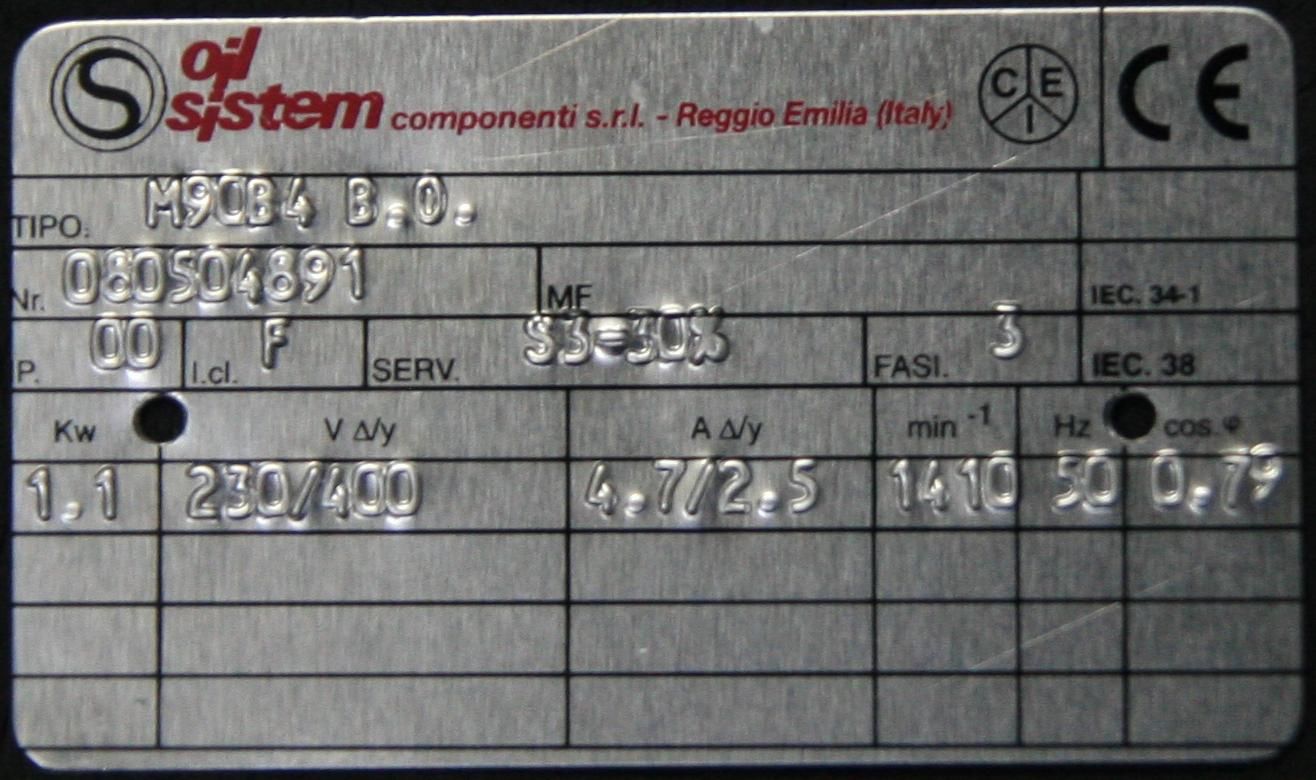 S oil
sistem componenti s.r.l. - Reggio Emilia (Italy) CEI CE
TIPO: M90B4 B.0.
Nr. 080504891 MF IEC. 34-1
P. 00 I.cl. F SERV. S3=30% FASI. 3 IEC. 38
Kw V Δ/y A Δ/y min -1 Hz cos. φ
1.1 230/400 4.7/2.5 1410 50 0.79